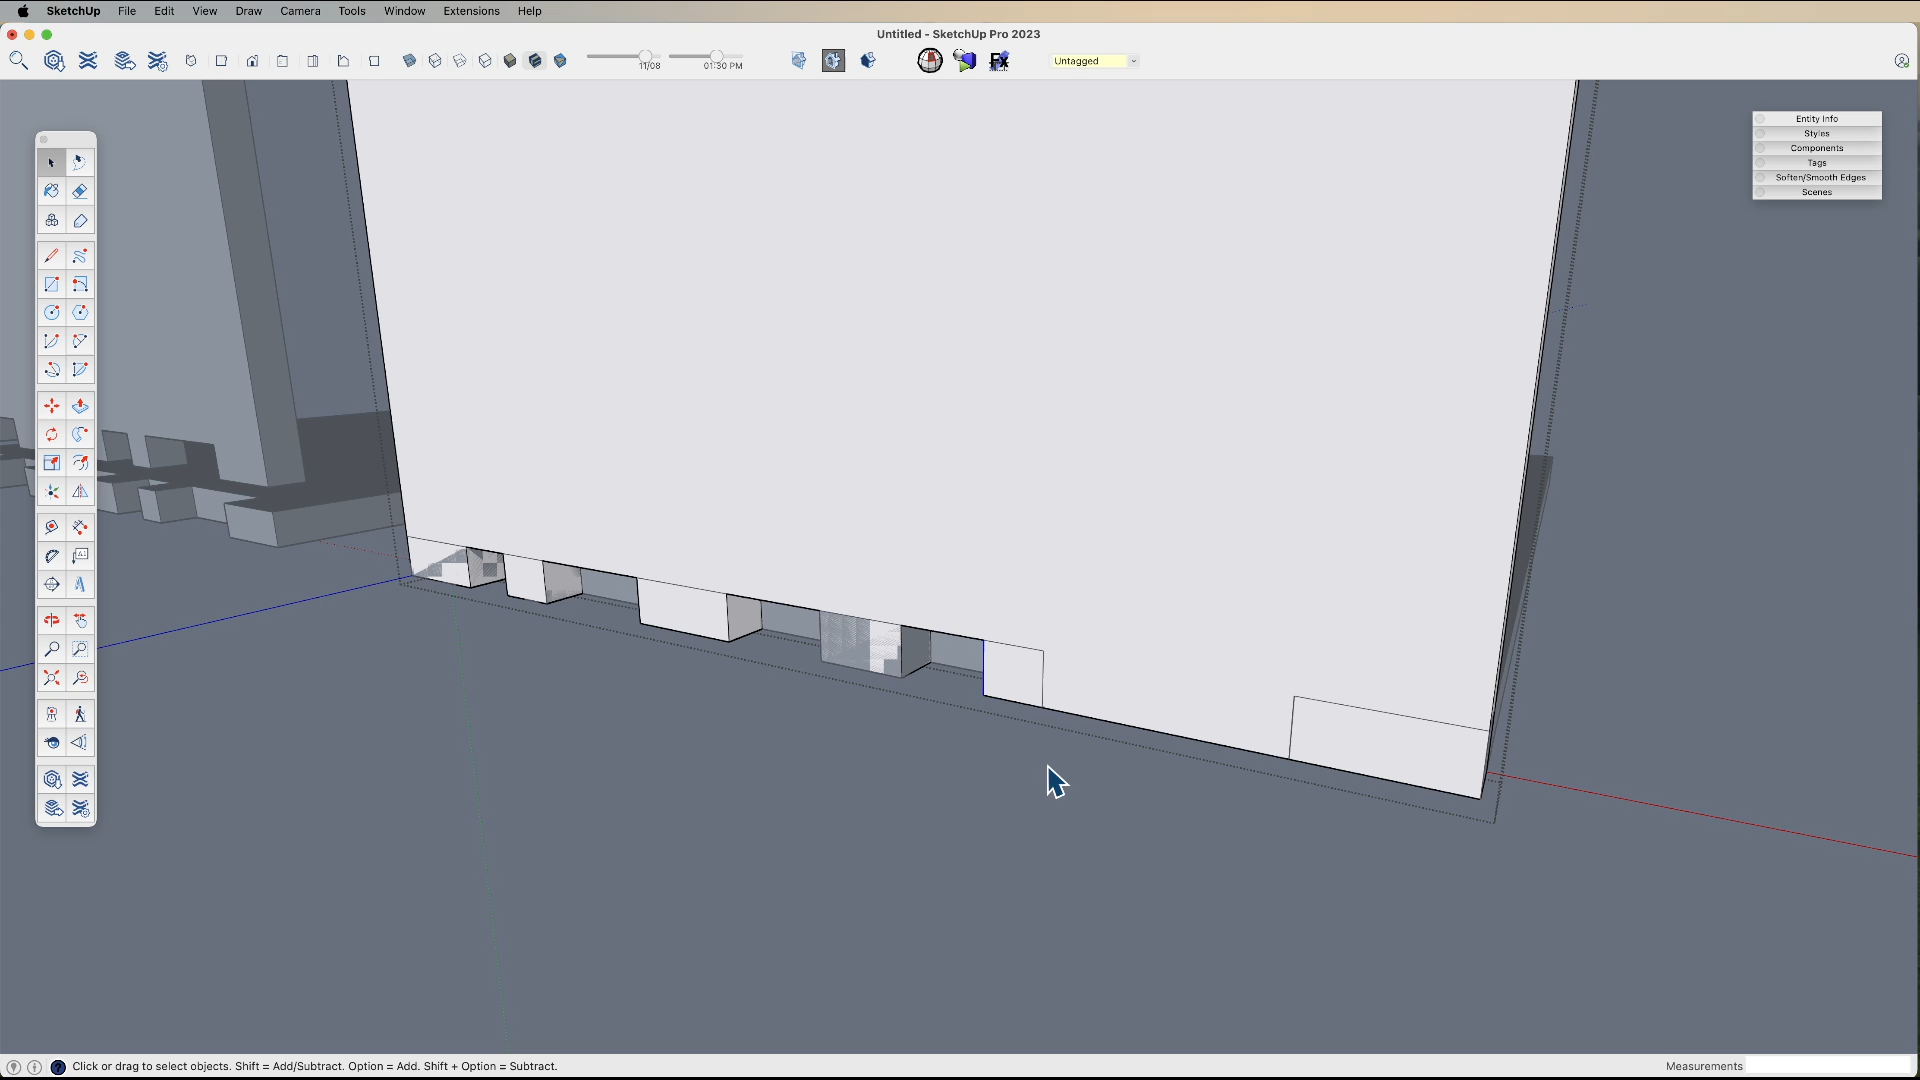 SketchUp File Edit View Draw Camera Tools Window Extensions Help
Untitled - SketchUp Pro 2023
11/08 01:30 PM Untagged
Entity Info
Styles
Components
Tags
Soften/Smooth Edges
Scenes
Click or drag to select objects. Shift = Add/Subtract. Option = Add. Shift + Option = Subtract.
Measurements